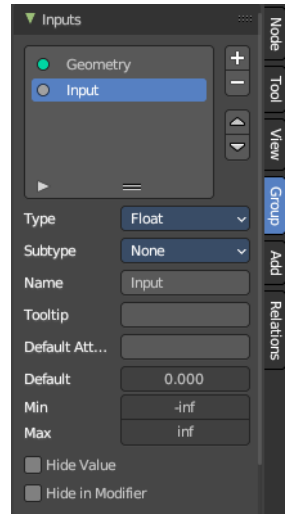 Inputs
Geometry
Input
Type Float
Subtype None
Name Input
Tooltip
Default Att...
Default 0.000
Min -inf
Max inf
Hide Value
Hide in Modifier
Node
Tool
View
Group
Add
Relations